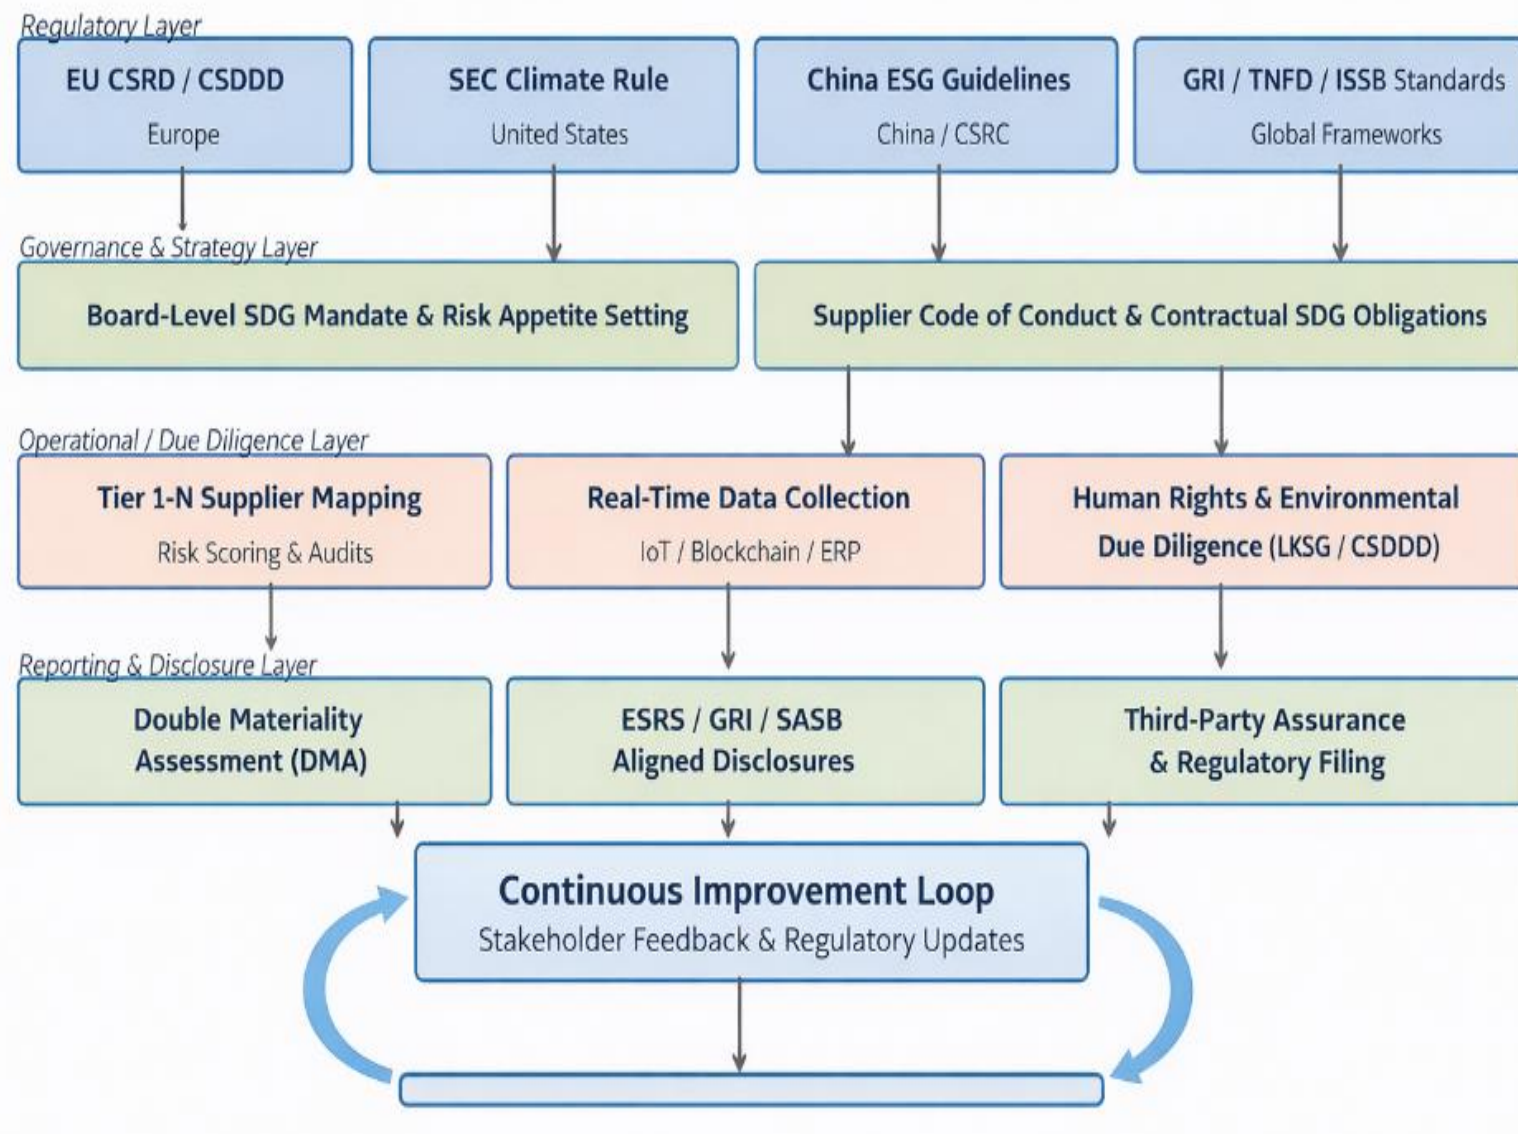 Regulatory Layer
EU CSRD / CSDDD
Europe
SEC Climate Rule
United States
China ESG Guidelines
China / CSRC
GRI / TNFD / ISSB Standards
Global Frameworks
Governance & Strategy Layer
Board-Level SDG Mandate & Risk Appetite Setting
Supplier Code of Conduct & Contractual SDG Obligations
Operational / Due Diligence Layer
Tier 1-N Supplier Mapping
Risk Scoring & Audits
Real-Time Data Collection
IoT / Blockchain / ERP
Human Rights & Environmental
Due Diligence (LKSG / CSDDD)
Reporting & Disclosure Layer
Double Materiality
Assessment (DMA)
ESRS / GRI / SASB
Aligned Disclosures
Third-Party Assurance
& Regulatory Filing
Continuous Improvement Loop
Stakeholder Feedback & Regulatory Updates